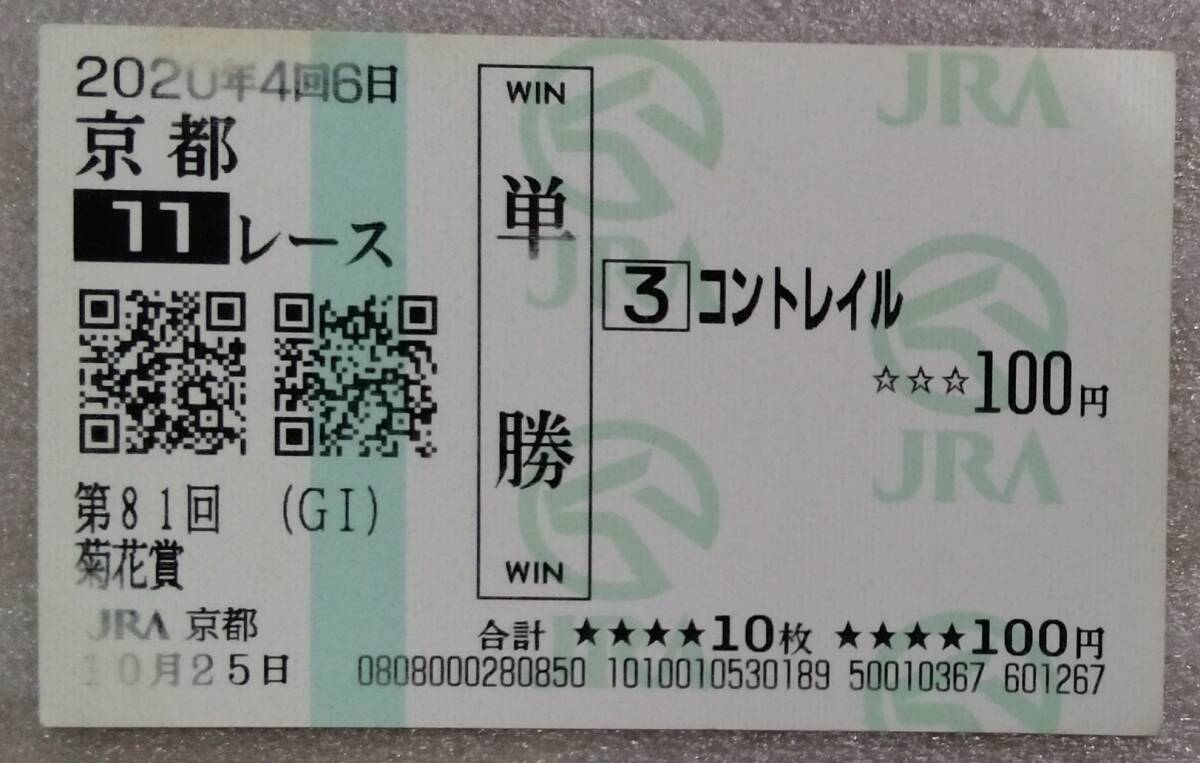 2020年4回6日
京都
11レース
第81回 (GI)
菊花賞
JRA 京都
10月25日
WIN
単勝
WIN
3 コントレイル
☆☆☆100円
合計 ★★★★10枚 ★★★★100円
0808000280850 1010010530189 50010367 601267
JRA
JRA
JRA